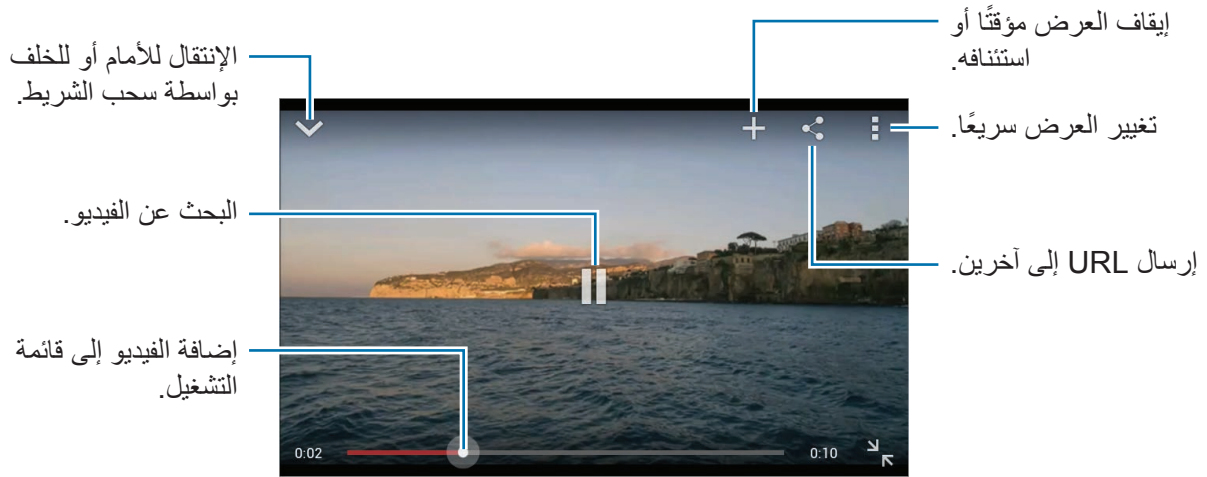 إيقاف العرض مؤقتًا أو
استئنافه.
الإنتقال للأمام أو للخلف
بواسطة سحب الشريط.
تغيير العرض سريعًا.
البحث عن الفيديو.
إرسال URL إلى آخرين.
إضافة الفيديو إلى قائمة
التشغيل.
0:02
0:10